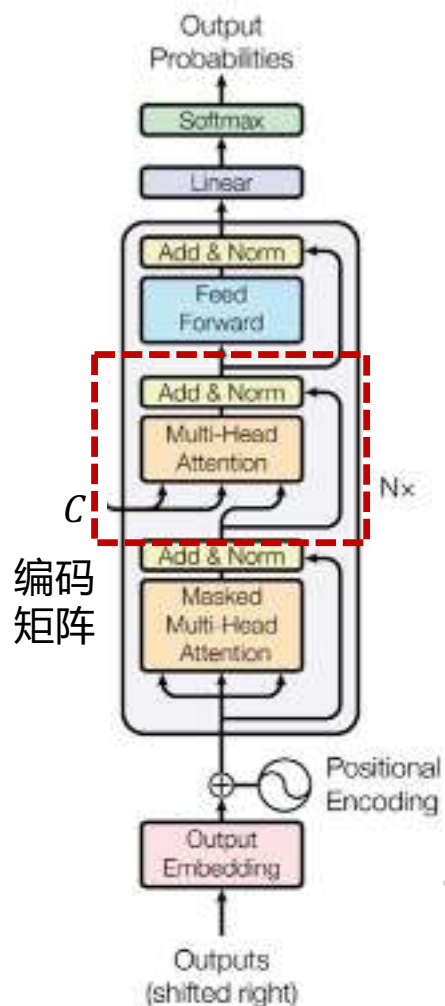 Output
Probabilities
Softmax
Linear
Add & Norm
Feed
Forward
Add & Norm
Multi-Head
Attention
N×
C
编码
矩阵
Add & Norm
Masked
Multi-Head
Attention
Positional
Encoding
Output
Embedding
Outputs
(shifted right)